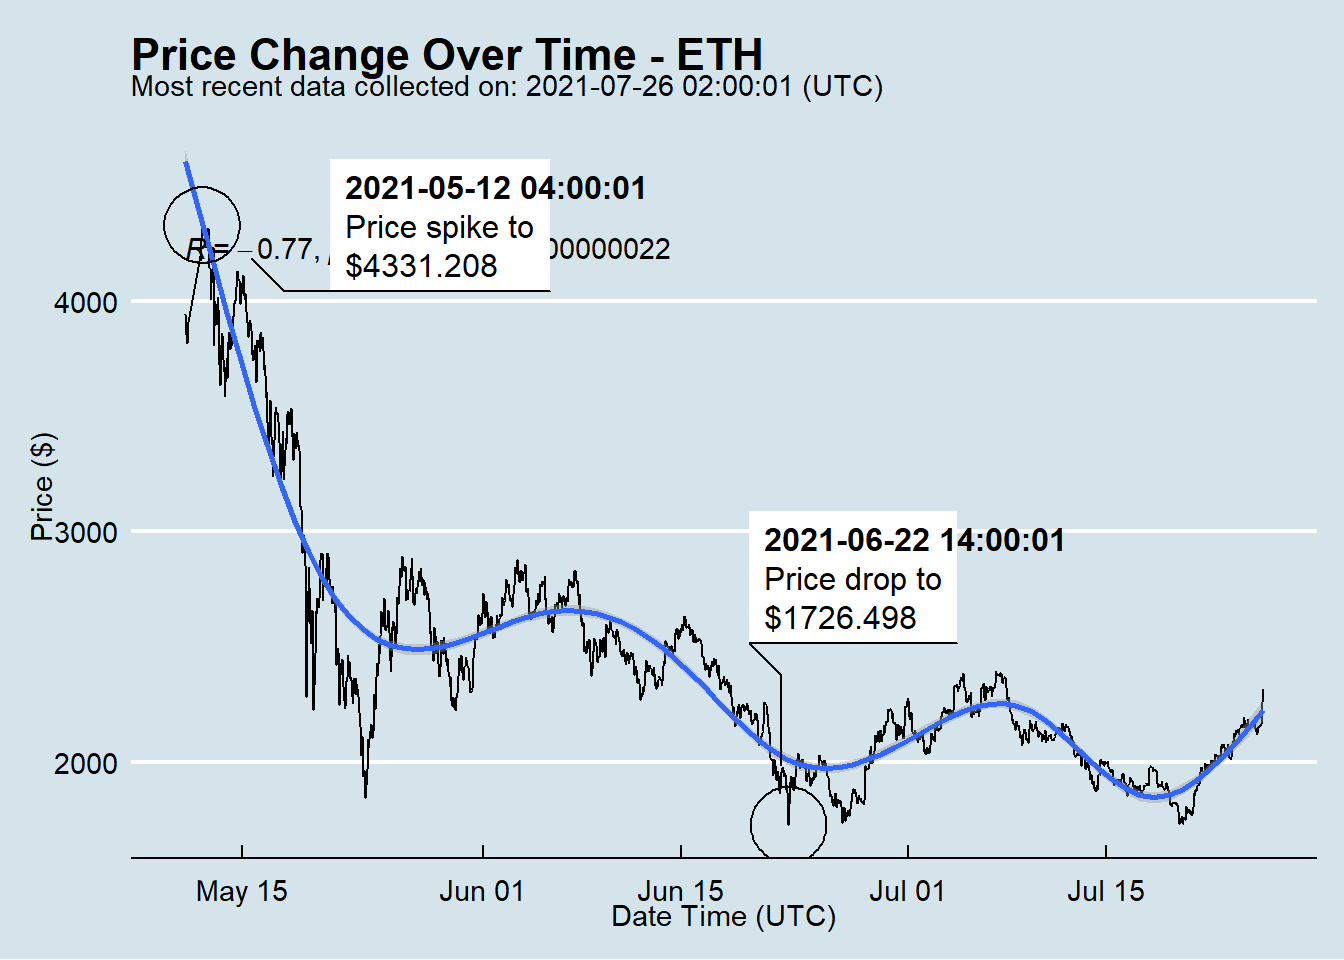 Price Change Over Time - ETH
Most recent data collected on: 2021-07-26 02:00:01 (UTC)
2021-05-12 04:00:01
Price spike to
$4331.208
R = −0.77, 00000022
4000
3000
2000
Price ($)
2021-06-22 14:00:01
Price drop to
$1726.498
May 15
Jun 01
Jun 15
Jul 01
Jul 15
Date Time (UTC)